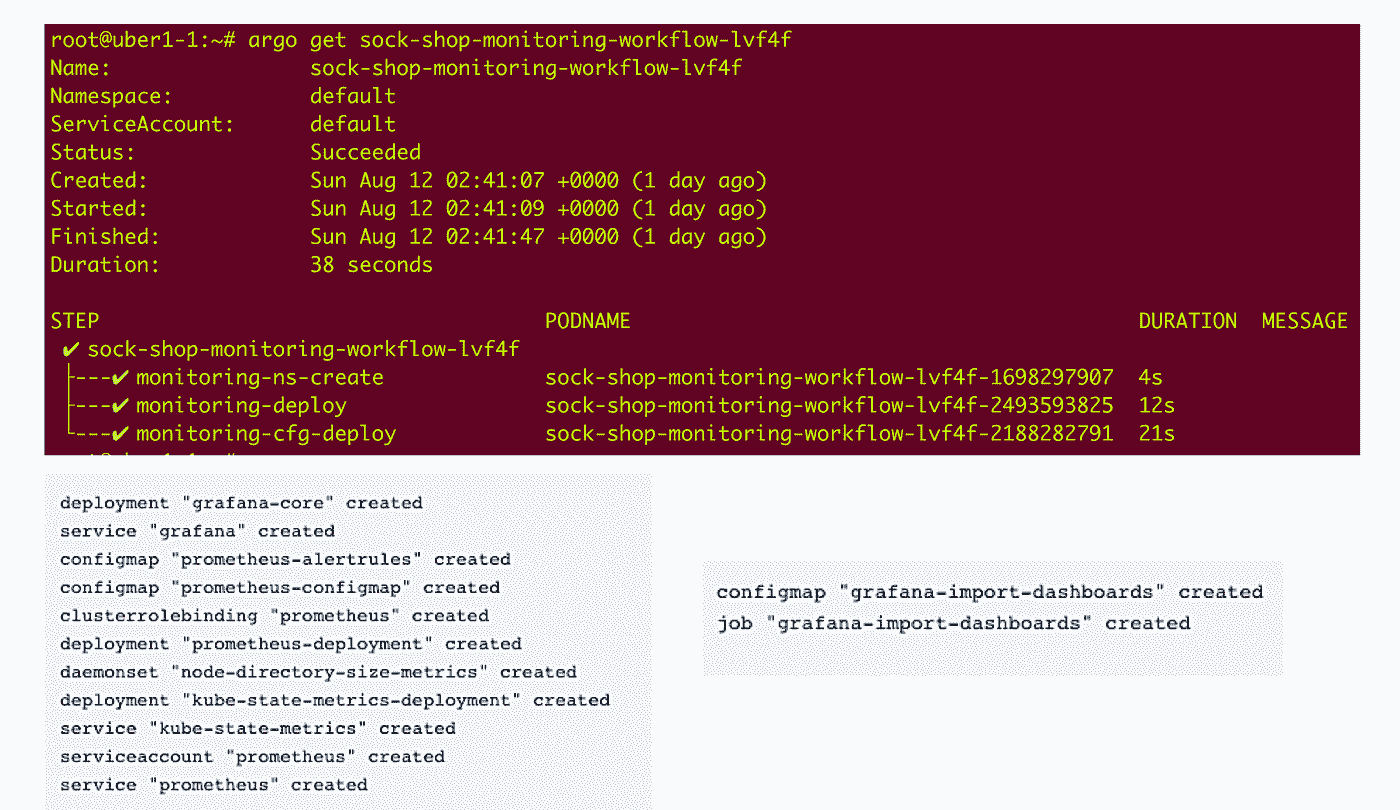 root@uber1-1:~# argo get sock-shop-monitoring-workflow-lvf4f
Name: sock-shop-monitoring-workflow-lvf4f
Namespace: default
ServiceAccount: default
Status: Succeeded
Created: Sun Aug 12 02:41:07 +0000 (1 day ago)
Started: Sun Aug 12 02:41:09 +0000 (1 day ago)
Finished: Sun Aug 12 02:41:47 +0000 (1 day ago)
Duration: 38 seconds
STEP PODNAME DURATION MESSAGE
✔ sock-shop-monitoring-workflow-lvf4f
├---✔ monitoring-ns-create sock-shop-monitoring-workflow-lvf4f-1698297907 4s
├---✔ monitoring-deploy sock-shop-monitoring-workflow-lvf4f-2493593825 12s
└---✔ monitoring-cfg-deploy sock-shop-monitoring-workflow-lvf4f-2188282791 21s
deployment "grafana-core" created
service "grafana" created
configmap "prometheus-alertrules" created
configmap "prometheus-configmap" created
clusterrolebinding "prometheus" created
deployment "prometheus-deployment" created
daemonset "node-directory-size-metrics" created
deployment "kube-state-metrics-deployment" created
service "kube-state-metrics" created
serviceaccount "prometheus" created
service "prometheus" created
configmap "grafana-import-dashboards" created
job "grafana-import-dashboards" created